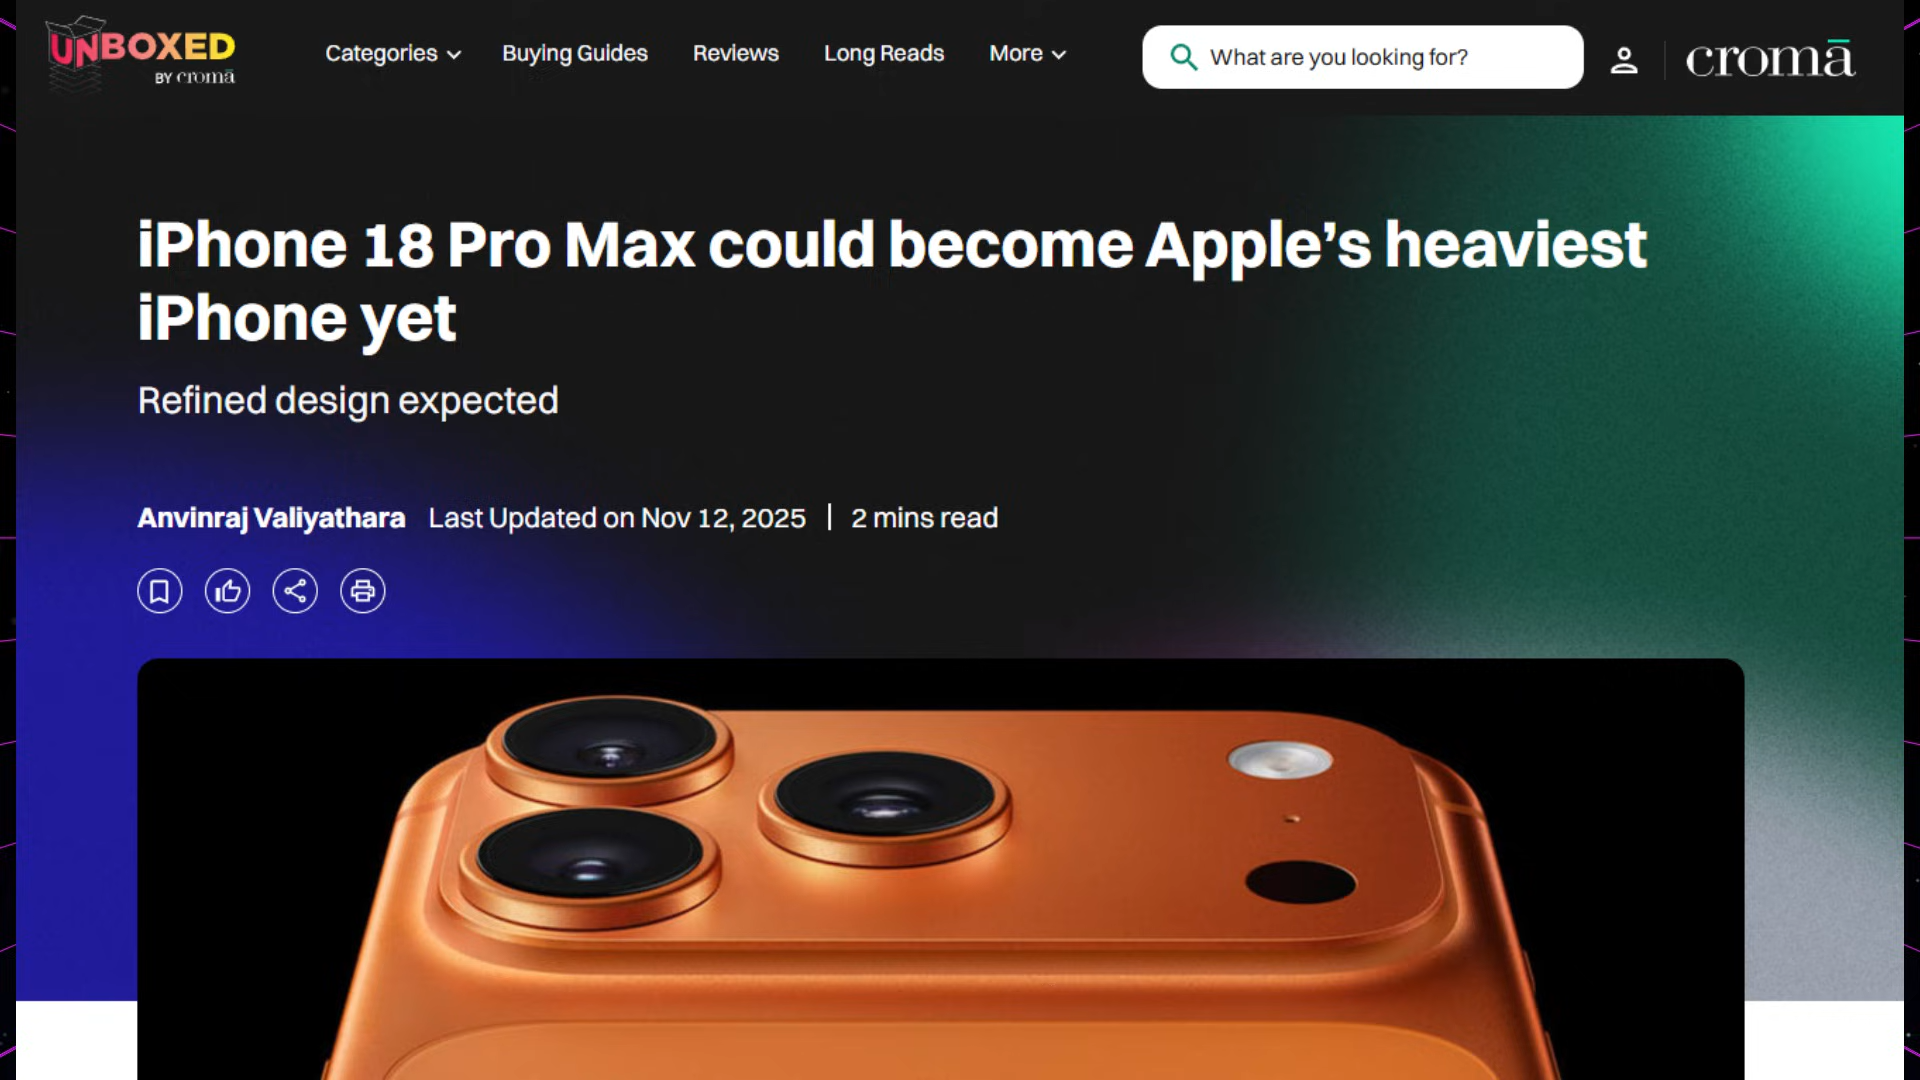 UNBOXED
BY cromā
Categories
Buying Guides
Reviews
Long Reads
More
What are you looking for?
cromā
iPhone 18 Pro Max could become Apple’s heaviest
iPhone yet
Refined design expected
Anvinraj Valiyathara Last Updated on Nov 12, 2025 | 2 mins read